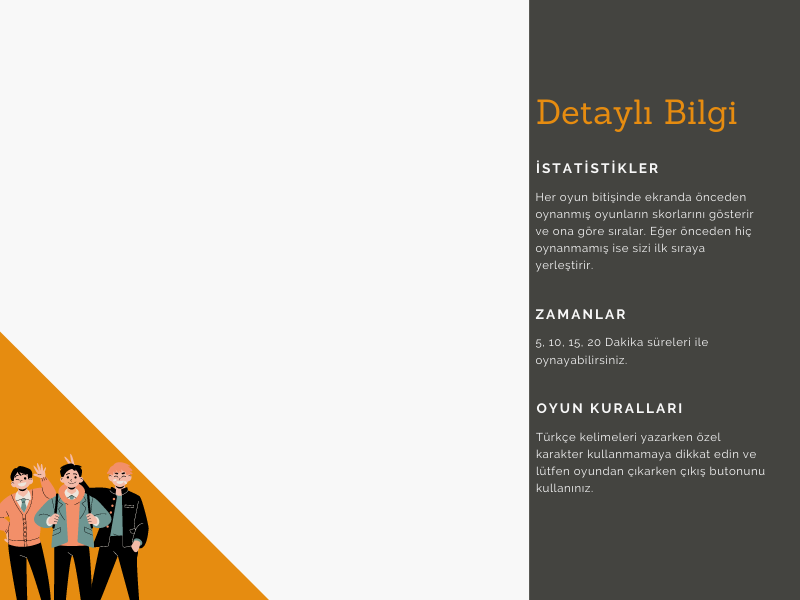 Detaylı Bilgi
İSTATİSTİKLER
Her oyun bitişinde ekranda önceden
oynanmış oyunların skorlarını gösterir
ve ona göre sıralar. Eğer önceden hiç
oynanmamış ise sizi ilk sıraya
yerleştirir.
ZAMANLAR
5, 10, 15, 20 Dakika süreleri ile
oynayabilirsiniz.
OYUN KURALLARI
Türkçe kelimeleri yazarken özel
karakter kullanmamaya dikkat edin ve
lütfen oyundan çıkarken çıkış butonunu
kullanınız.